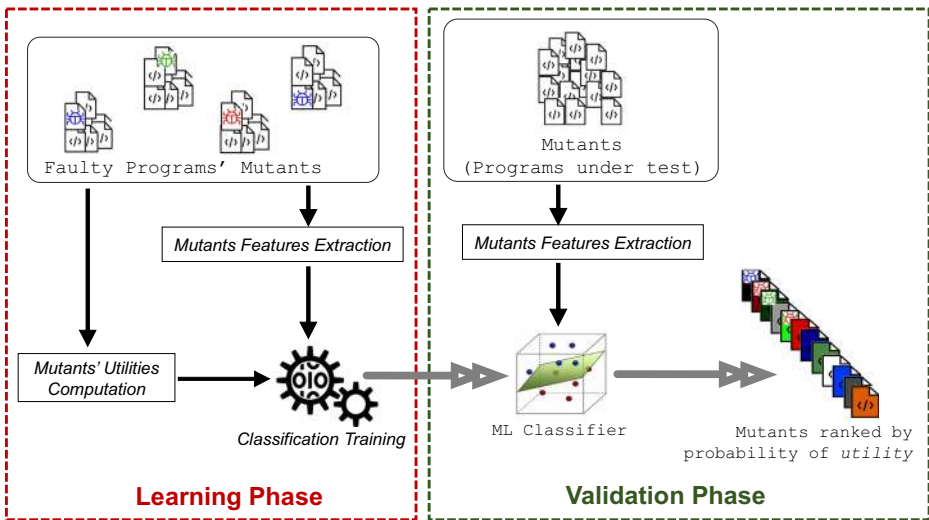 Faulty Programs' Mutants
Mutants Features Extraction
Mutants' Utilities
Computation
Classification Training
Learning Phase
Mutants
(Programs under test)
Mutants Features Extraction
ML Classifier
Mutants ranked by
probability of utility
Validation Phase